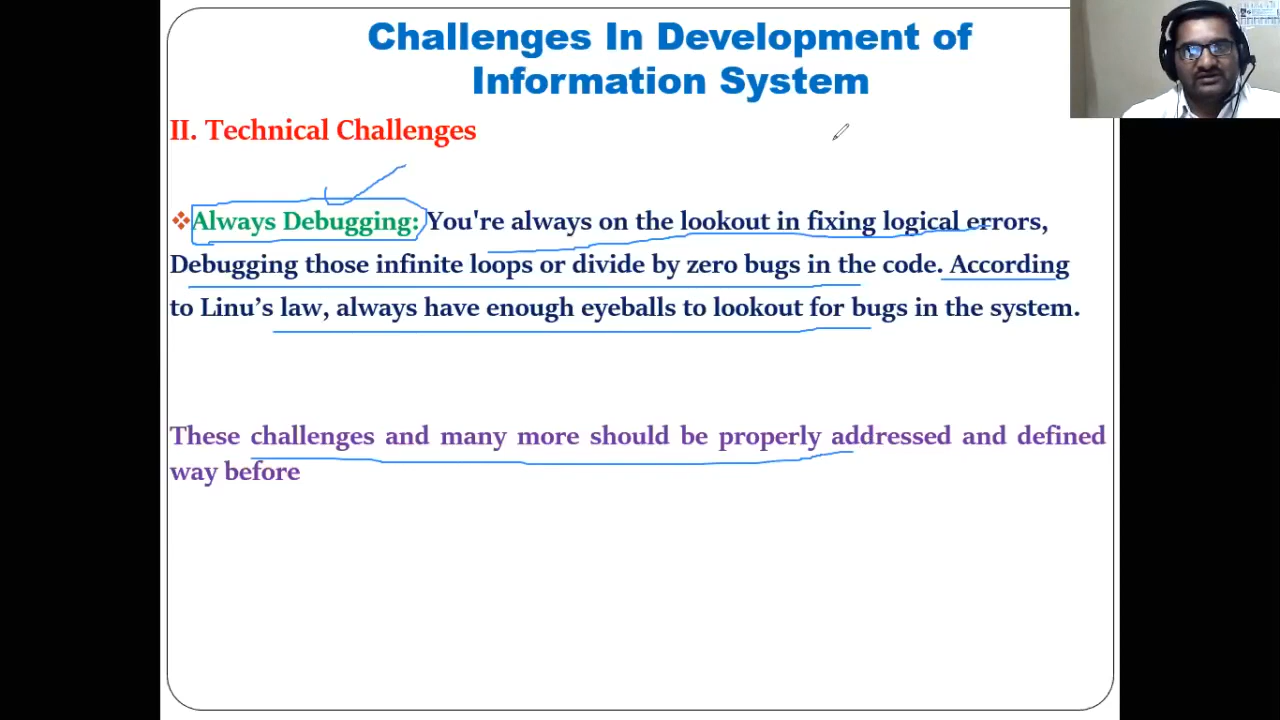 Challenges In Development of
Information System
II. Technical Challenges
❖Always Debugging: You're always on the lookout in fixing logical errors,
Debugging those infinite loops or divide by zero bugs in the code. According
to Linu’s law, always have enough eyeballs to lookout for bugs in the system.
These challenges and many more should be properly addressed and defined
way before